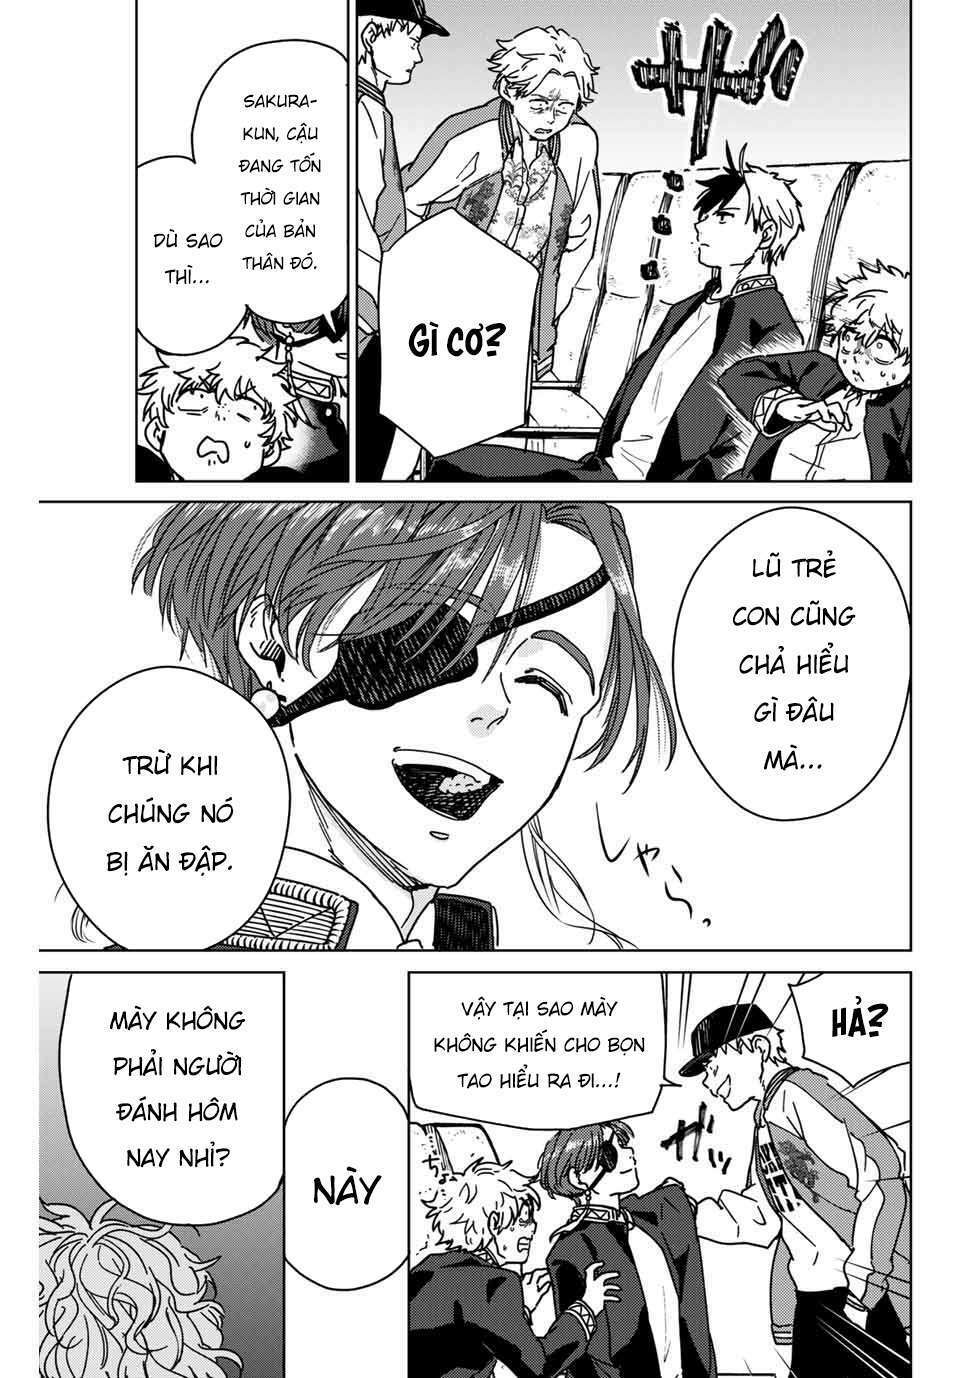 ザッ
GÌ CƠ?
SAKURA-
KUN, CẬU
ĐANG TỐN
THỜI GIAN
CỦA BẢN
THÂN ĐÓ.
DÙ SAO
THÌ...
LŨ TRẺ
CON CŨNG
CHẢ HIỂU
GÌ ĐÂU
MÀ...
TRỪ KHI
CHÚNG NÓ
BỊ ĂN ĐẬP.
HẢ?
VẬY TẠI SAO MÀY
KHÔNG KHIẾN CHO BỌN
TAO HIỂU RA ĐI...!
NÀY
MÀY KHÔNG
PHẢI NGƯỜI
ĐÁNH HÔM
NAY NHỈ?